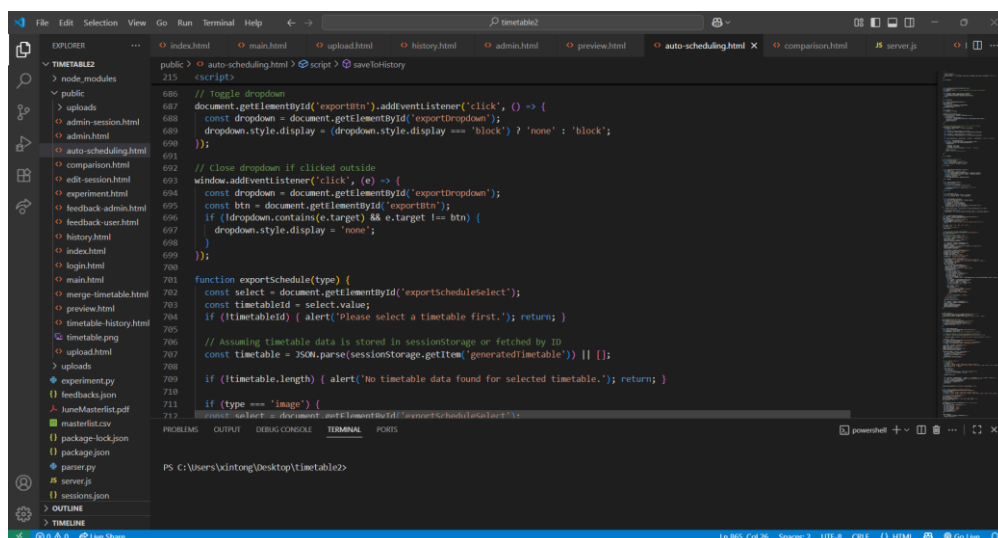 File Edit Selection View Go Run Terminal Help
timetable2
EXPLORER
index.html
main.html
upload.html
history.html
admin.html
preview.html
auto-scheduling.html
comparison.html
JS server.js
public > auto-scheduling.html > script > saveToHistory
TIMETABLE2
node_modules
public
uploads
admin-session.html
admin.html
auto-scheduling.html
comparison.html
edit-session.html
experiment.html
feedback-admin.html
feedback-user.html
history.html
index.html
login.html
main.html
merge-timetable.html
preview.html
timetable-history.html
timetable.png
upload.html
uploads
experiment.py
feedbacks.json
JuneMasterlist.pdf
masterlist.csv
package-lock.json
package.json
parser.py
JS server.js
sessions.json
OUTLINE
TIMELINE
215 <script>
686 // Toggle dropdown
687 document.getElementById('exportBtn').addEventListener('click', () => {
688 const dropdown = document.getElementById('exportDropdown');
689 dropdown.style.display = (dropdown.style.display === 'block') ? 'none' : 'block';
690 });
691
692 // Close dropdown if clicked outside
693 window.addEventListener('click', (e) => {
694 const dropdown = document.getElementById('exportDropdown');
695 const btn = document.getElementById('exportBtn');
696 if (!dropdown.contains(e.target) && e.target !== btn) {
697 dropdown.style.display = 'none';
698 }
699 });
700
701 function exportSchedule(type) {
702 const select = document.getElementById('exportScheduleSelect');
703 const timetableId = select.value;
704 if (!timetableId) { alert('Please select a timetable first.'); return; }
705
706 // Assuming timetable data is stored in sessionStorage or fetched by ID
707 const timetable = JSON.parse(sessionStorage.getItem('generatedTimetable')) || [];
708
709 if (!timetable.length) { alert('No timetable data found for selected timetable.'); return; }
710
711 if (type === 'image') {
712 const select = document.getElementById('exportScheduleSelect');
PROBLEMS OUTPUT DEBUG CONSOLE TERMINAL PORTS
powershell
PS C:\Users\xintong\Desktop\timetable2>
0 0 Live Share
Ln 865, Col 26 Spaces: 2 UTF-8 CRLF {} HTML Go Live